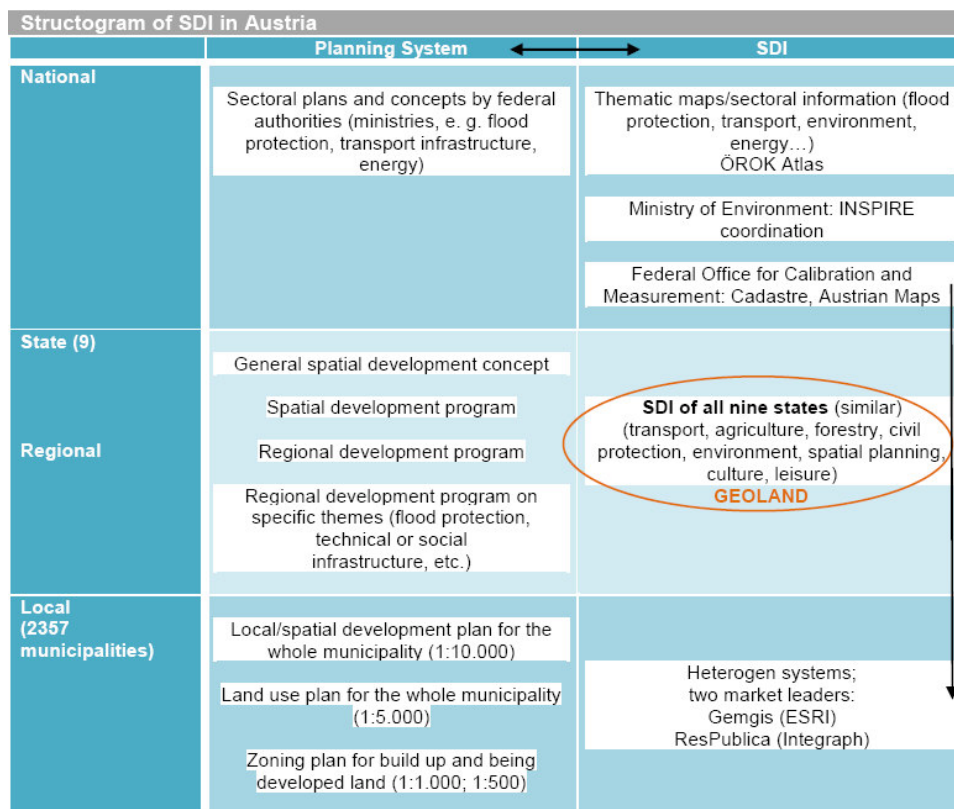 Structogram of SDI in Austria
Planning System
SDI
National
Sectoral plans and concepts by federal
authorities (ministries, e. g. flood
protection, transport infrastructure,
energy)
Thematic maps/sectoral information (flood
protection, transport, environment,
energy…)
ÖROK Atlas
Ministry of Environment: INSPIRE
coordination
Federal Office for Calibration and
Measurement: Cadastre, Austrian Maps
State (9)
Regional
General spatial development concept
Spatial development program
Regional development program
Regional development program on
specific themes (flood protection,
technical or social
infrastructure, etc.)
SDI of all nine states (similar)
(transport, agriculture, forestry, civil
protection, environment, spatial planning,
culture, leisure)
GEOLAND
Local
(2357
municipalities)
Local/spatial development plan for the
whole municipality (1:10.000)
Land use plan for the whole municipality
(1:5.000)
Zoning plan for build up and being
developed land (1:1.000; 1:500)
Heterogen systems;
two market leaders:
Gemgis (ESRI)
ResPublica (Integraph)